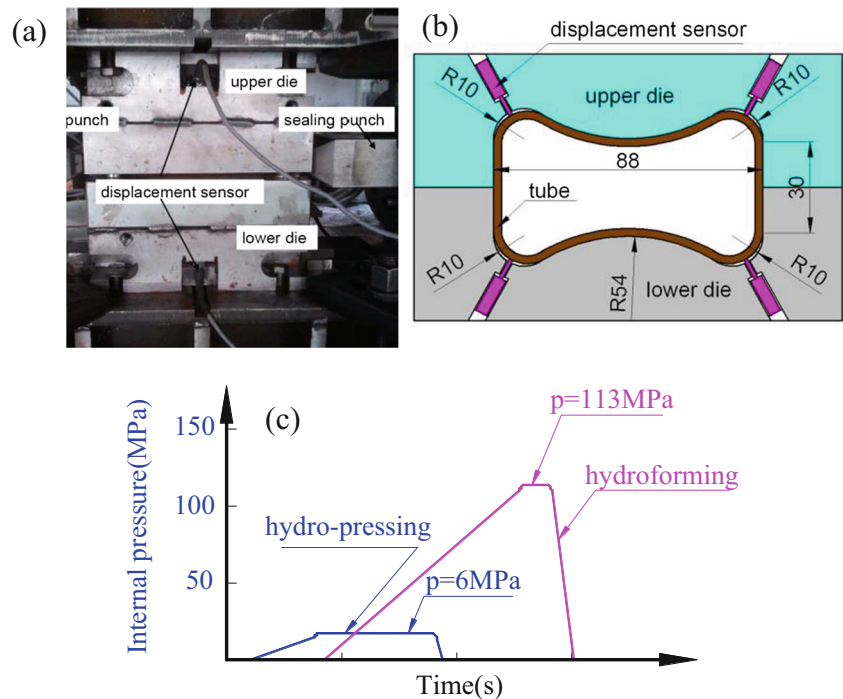 (a)
upper die
punch
sealing punch
displacement sensor
lower die
(b)
displacement sensor
R10
R10
upper die
88
30
tube
R10
R10
R54
lower die
(c)
Internal pressure(MPa)
150
100
50
p=113MPa
hydroforming
hydro-pressing
p=6MPa
Time(s)